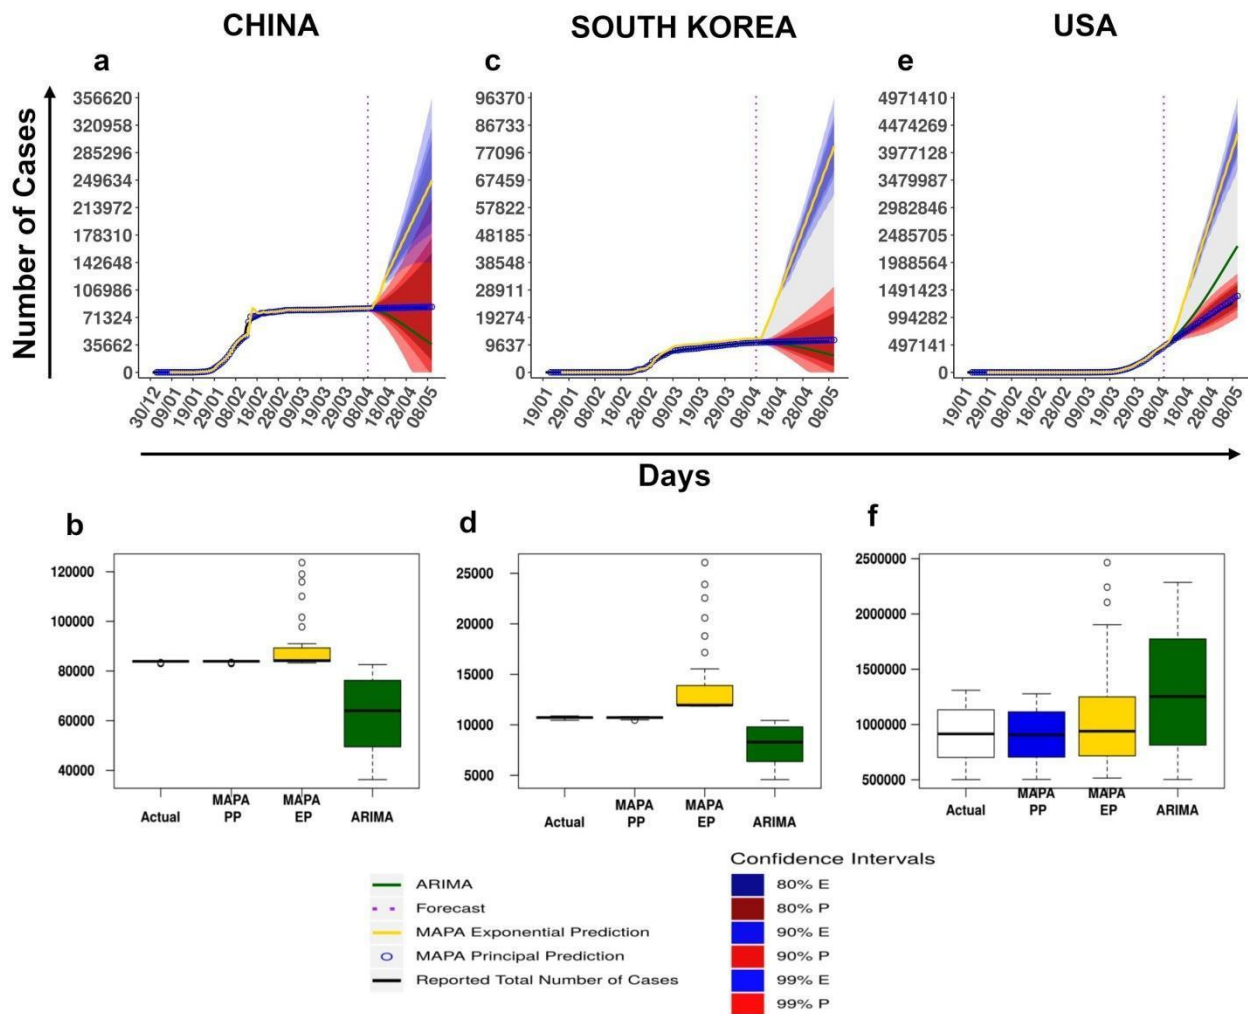 CHINA
SOUTH KOREA
USA
a
c
e
Number of Cases
356620
320958
285296
249634
213972
178310
142648
106986
71324
35662
0
30/12
09/01
19/01
29/01
08/02
18/02
28/02
09/03
19/03
29/03
08/04
18/04
28/04
08/05
96370
86733
77096
67459
57822
48185
38548
28911
19274
9637
0
19/01
29/01
08/02
18/02
28/02
09/03
19/03
29/03
08/04
18/04
28/04
08/05
4971410
4474269
3977128
3479987
2982846
2485705
1988564
1491423
994282
497141
0
19/01
29/01
08/02
18/02
28/02
09/03
19/03
29/03
08/04
18/04
28/04
08/05
Days
b
d
f
120000
100000
80000
60000
40000
Actual
MAPA
PP
MAPA
EP
ARIMA
25000
20000
15000
10000
5000
Actual
MAPA
PP
MAPA
EP
ARIMA
2500000
2000000
1500000
1000000
500000
Actual
MAPA
PP
MAPA
EP
ARIMA
ARIMA
Forecast
MAPA Exponential Prediction
MAPA Principal Prediction
Reported Total Number of Cases
Confidence Intervals
80% E
80% P
90% E
90% P
99% E
99% P